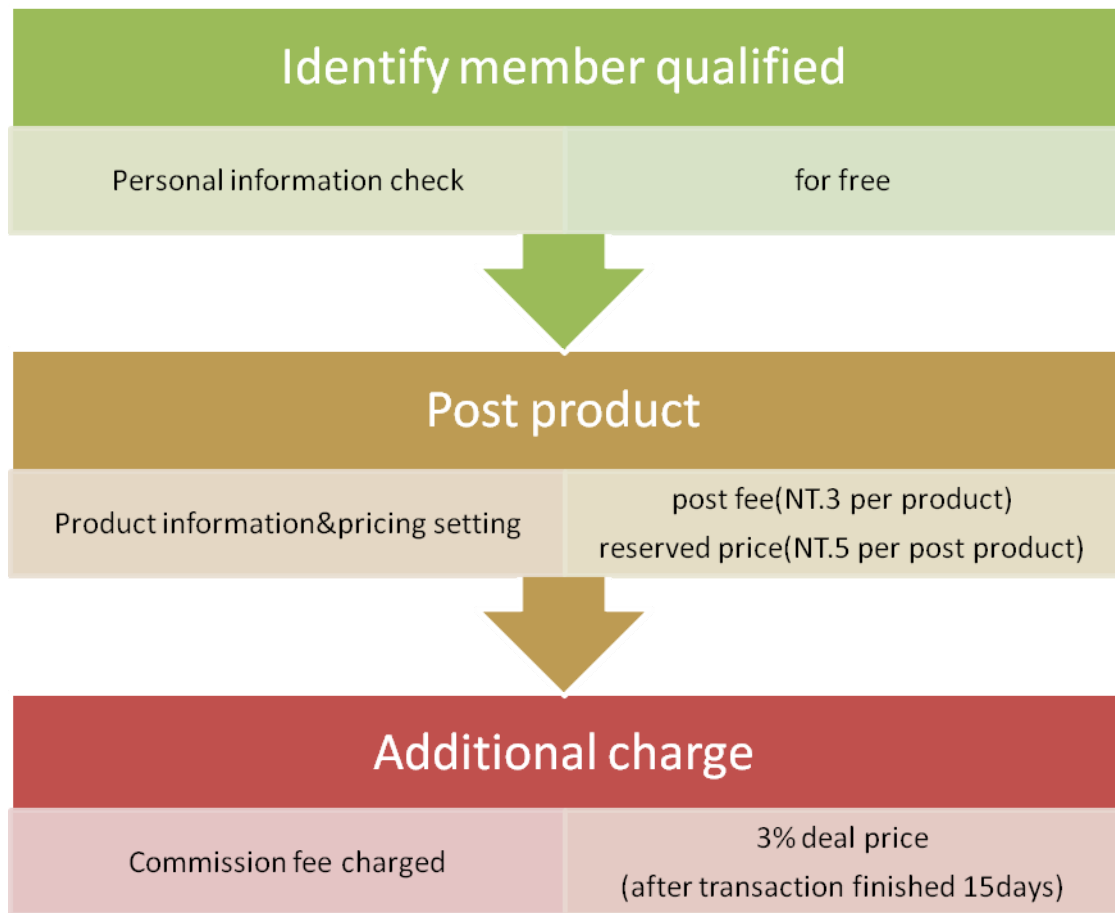 Identify member qualified
Personal information check
for free
Post product
Product information&pricing setting
post fee(NT.3 per product)
reserved price(NT.5 per post product)
Additional charge
Commission fee charged
3% deal price
(after transaction finished 15days)